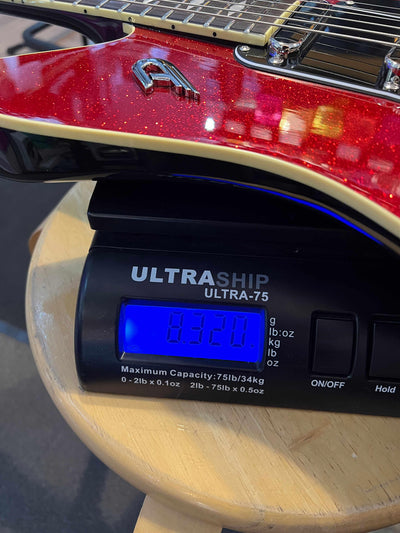 ULTRASHIP
ULTRA-75
8.320
g
lb:oz
kg
lb
oz
Maximum Capacity:75lb/34kg
0 - 2lb x 0.1oz 2lb - 75lb x 0.5oz
ON/OFF
Hold